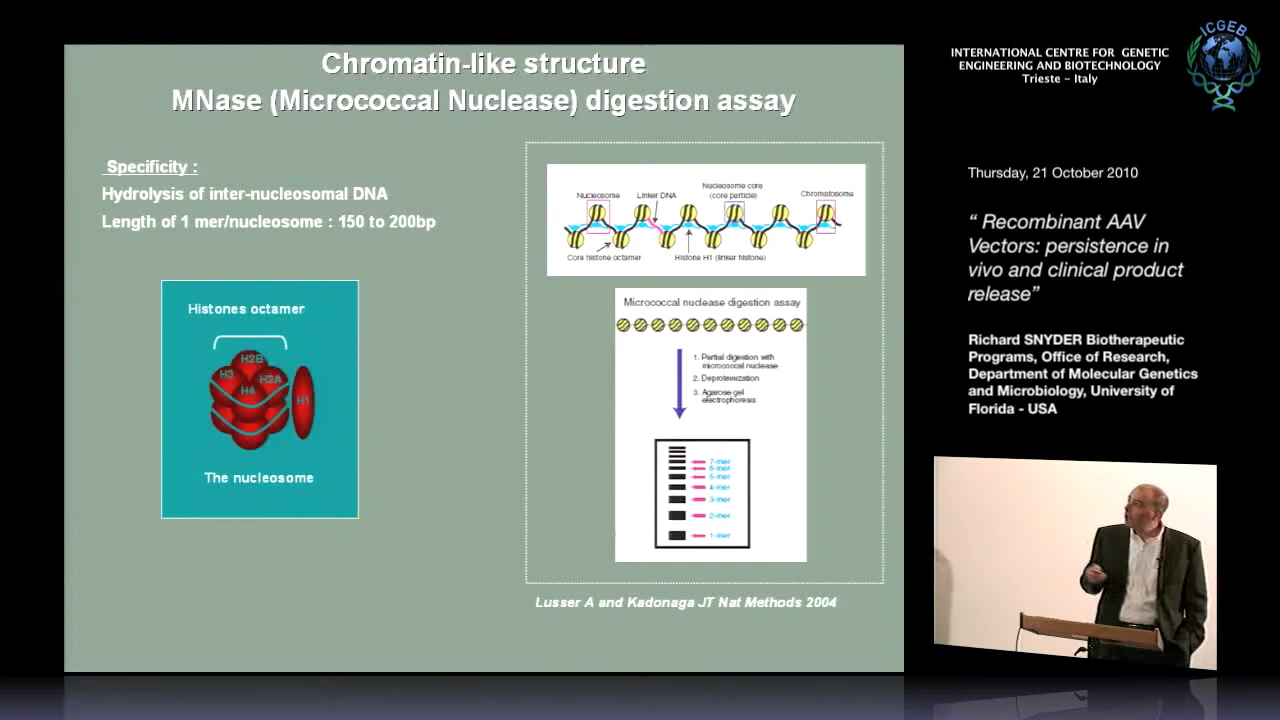 Chromatin-like structure
MNase (Micrococcal Nuclease) digestion assay
Specificity :
Hydrolysis of inter-nucleosomal DNA
Length of 1 mer/nucleosome : 150 to 200bp
Histones octamer
H2B
H3
H2A
H4
H1
The nucleosome
Nucleosome
Linker DNA
Nucleosome core
(core particle)
Chromatosome
Core histone octamer
Histone H1 (linker histone)
Micrococcal nuclease digestion assay
1. Partial digestion with
micrococcal nuclease
2. Deproteinization
3. Agarose-gel
electrophoresis
7-mer
6-mer
5-mer
4-mer
3-mer
2-mer
1-mer
Lusser A and Kadonaga JT Nat Methods 2004
INTERNATIONAL CENTRE FOR GENETIC
ENGINEERING AND BIOTECHNOLOGY
Trieste - Italy
ICGEB
Thursday, 21 October 2010
“ Recombinant AAV
Vectors: persistence in
vivo and clinical product
release”
Richard SNYDER Biotherapeutic
Programs, Office of Research,
Department of Molecular Genetics
and Microbiology, University of
Florida - USA